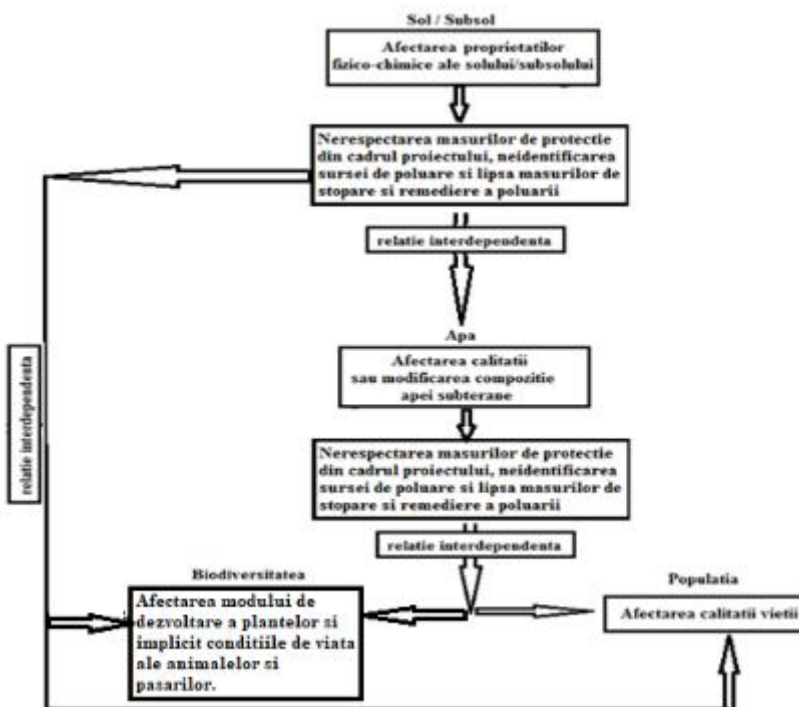 Sol / Subsol
Afectarea proprietatilor
fizico-chimice ale solului/subsolului
Nerespectarea masurilor de protectie
din cadrul proiectului, neidentificarea
sursei de poluare si lipsa masurilor de
stopare si remediere a poluarii
relatie interdependenta
Apa
Afectarea calitatii
sau modificarea compozitie
apei subterane
relatie interdependenta
Nerespectarea masurilor de protectie
din cadrul proiectului, neidentificarea
sursei de poluare si lipsa masurilor de
stopare si remediere a poluarii
relatie interdependenta
Biodiversitatea
Afectarea modului de
dezvoltare a plantelor si
implicit conditiile de viata
ale animalelor si
pasarilor.
Populatia
Afectarea calitatii vietii